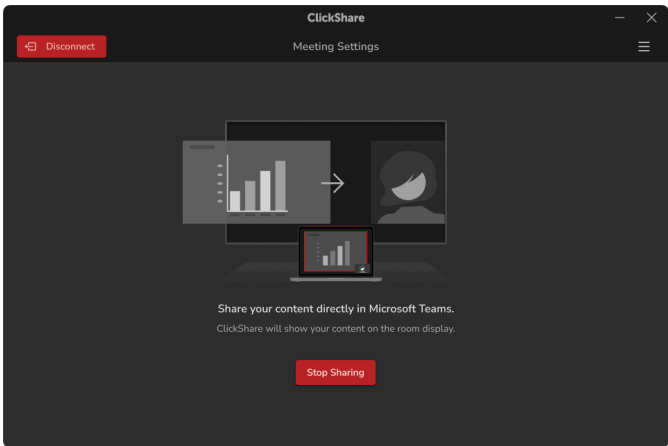 ClickShare
Disconnect
Meeting Settings
Share your content directly in Microsoft Teams.
ClickShare will show your content on the room display.
Stop Sharing